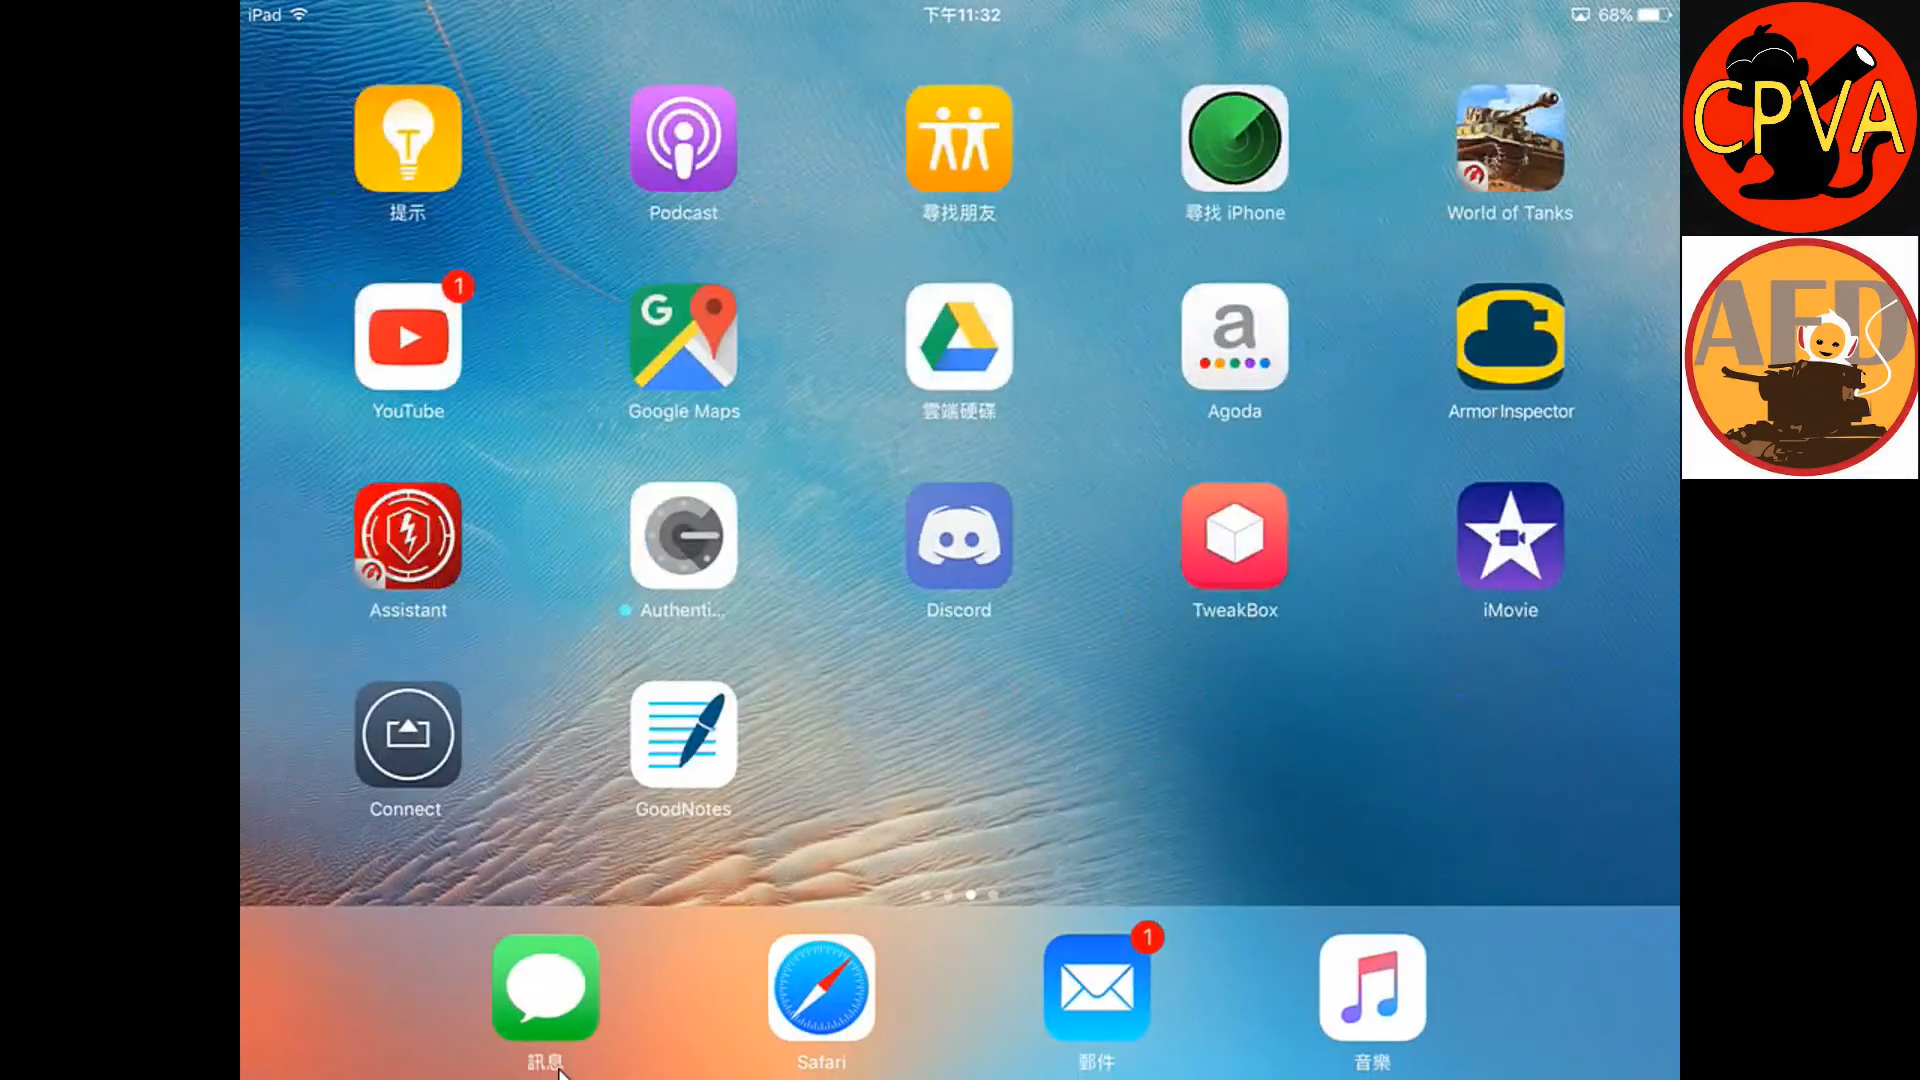 iPad
下午11:32
68%
CPVA
AFD
提示
Podcast
尋找朋友
尋找 iPhone
World of Tanks
1
G
a
YouTube
Google Maps
雲端硬碟
Agoda
ArmorInspector
Assistant
Authenti...
Discord
TweakBox
iMovie
Connect
GoodNotes
1
訊息
Safari
郵件
音樂